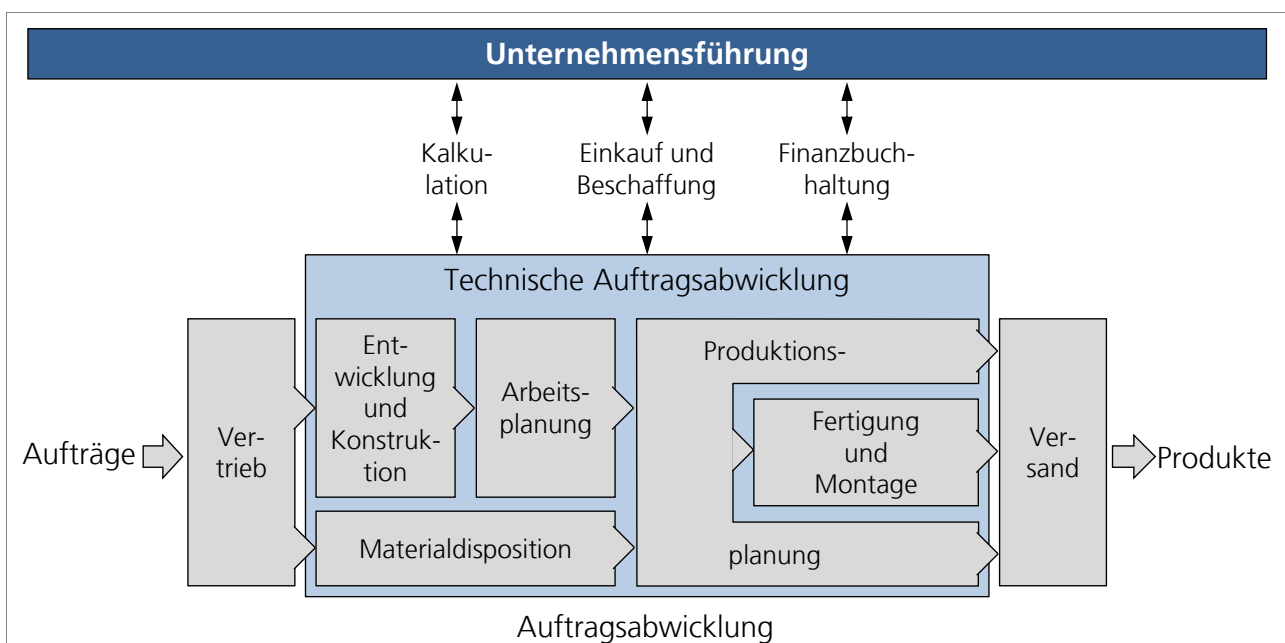 Unternehmensführung
Kalku-
lation
Einkauf und
Beschaffung
Finanzbuch-
haltung
Technische Auftragsabwicklung
Aufträge
Ver-
trieb
Ent-
wicklung
und
Konstruk-
tion
Arbeits-
planung
Materialdisposition
Produktions-
planung
Fertigung
und
Montage
Ver-
sand
Produkte
Auftragsabwicklung